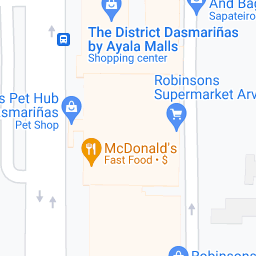 And Bag
Sapateiro
The District Dasmariñas
by Ayala Malls
Shopping center
Robinsons
Supermarket Arv
s Pet Hub
asmariñas
Pet Shop
McDonald's
Fast Food • $
Robinsons